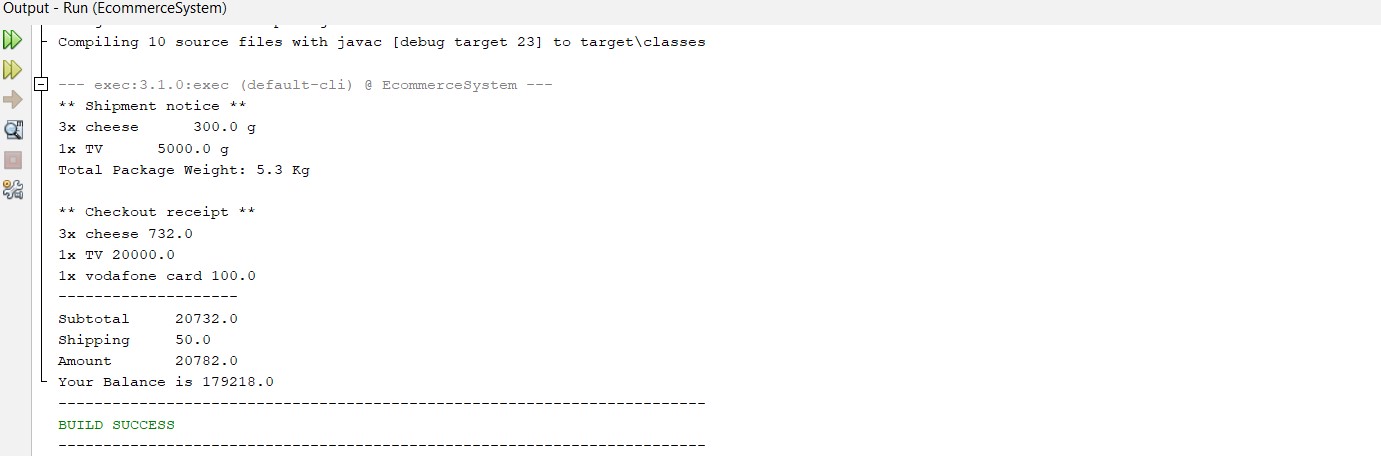 Output - Run (EcommerceSystem)
Compiling 10 source files with javac [debug target 23] to target\classes
--- exec:3.1.0:exec (default-cli) @ EcommerceSystem ---
** Shipment notice **
3x cheese      300.0 g
1x TV      5000.0 g
Total Package Weight: 5.3 Kg
** Checkout receipt **
3x cheese 732.0
1x TV 20000.0
1x vodafone card 100.0
--------------------
Subtotal     20732.0
Shipping     50.0
Amount       20782.0
Your Balance is 179218.0
------------------------------------------------------------------------
BUILD SUCCESS
------------------------------------------------------------------------